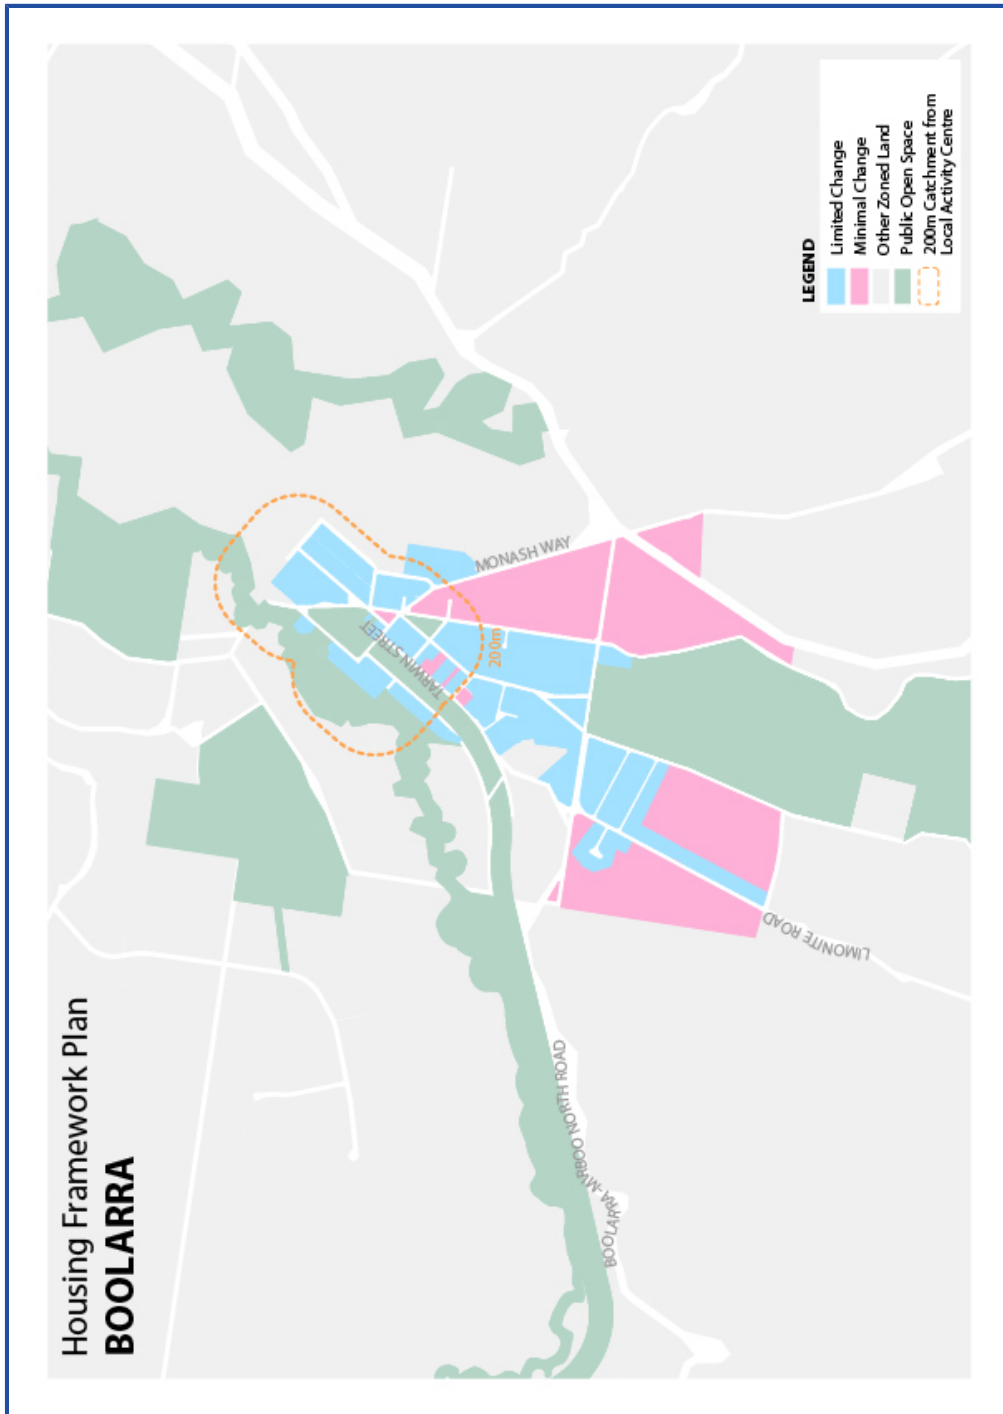 Housing Framework Plan
BOOLARRA
LEGEND
Limited Change
Minimal Change
Other Zoned Land
Public Open Space
200m Catchment from
Local Activity Centre
MONASH WAY
TARWIN STREET
200m
LIMONITE ROAD
BOOLARRA-MIRBOO NORTH ROAD